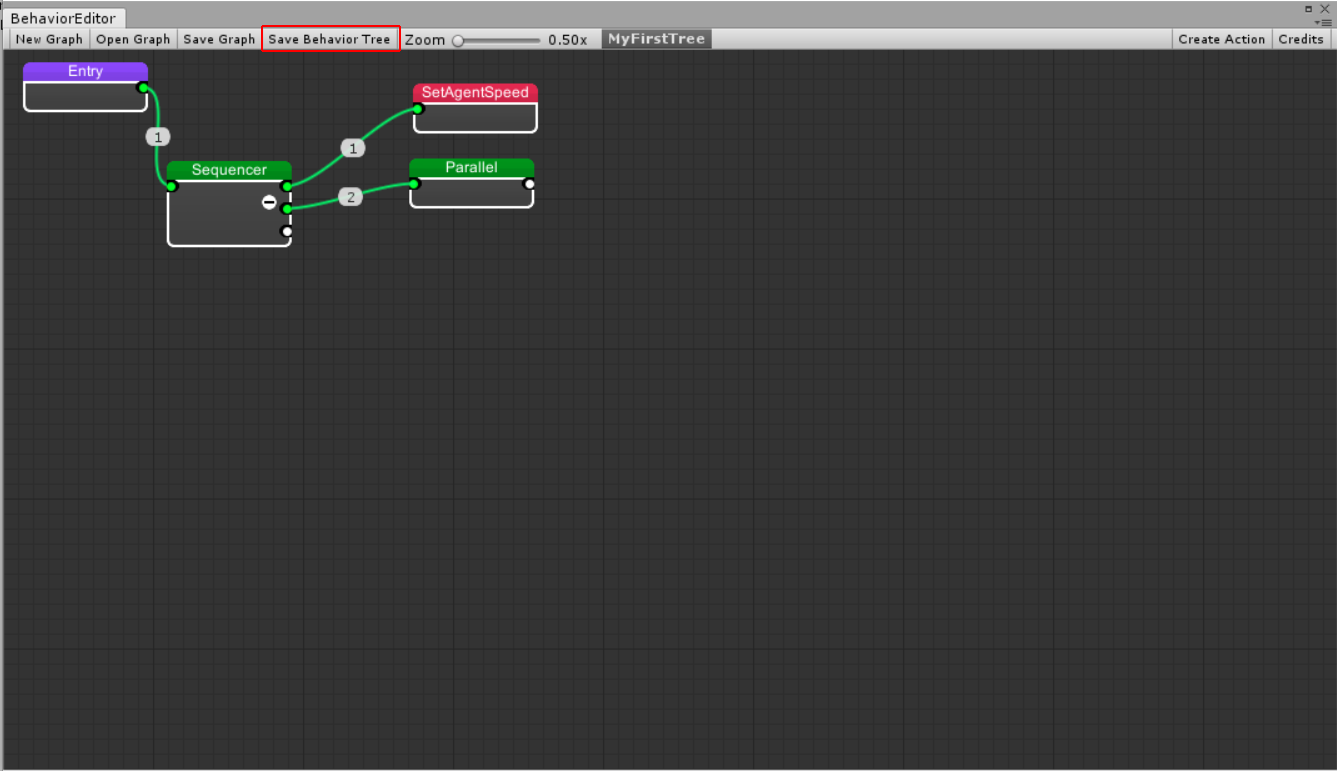 BehaviorEditor
New Graph Open Graph Save Graph Save Behavior Tree Zoom 0.50x MyFirstTree Create Action Credits
Entry
SetAgentSpeed
1
1
Sequencer
Parallel
2